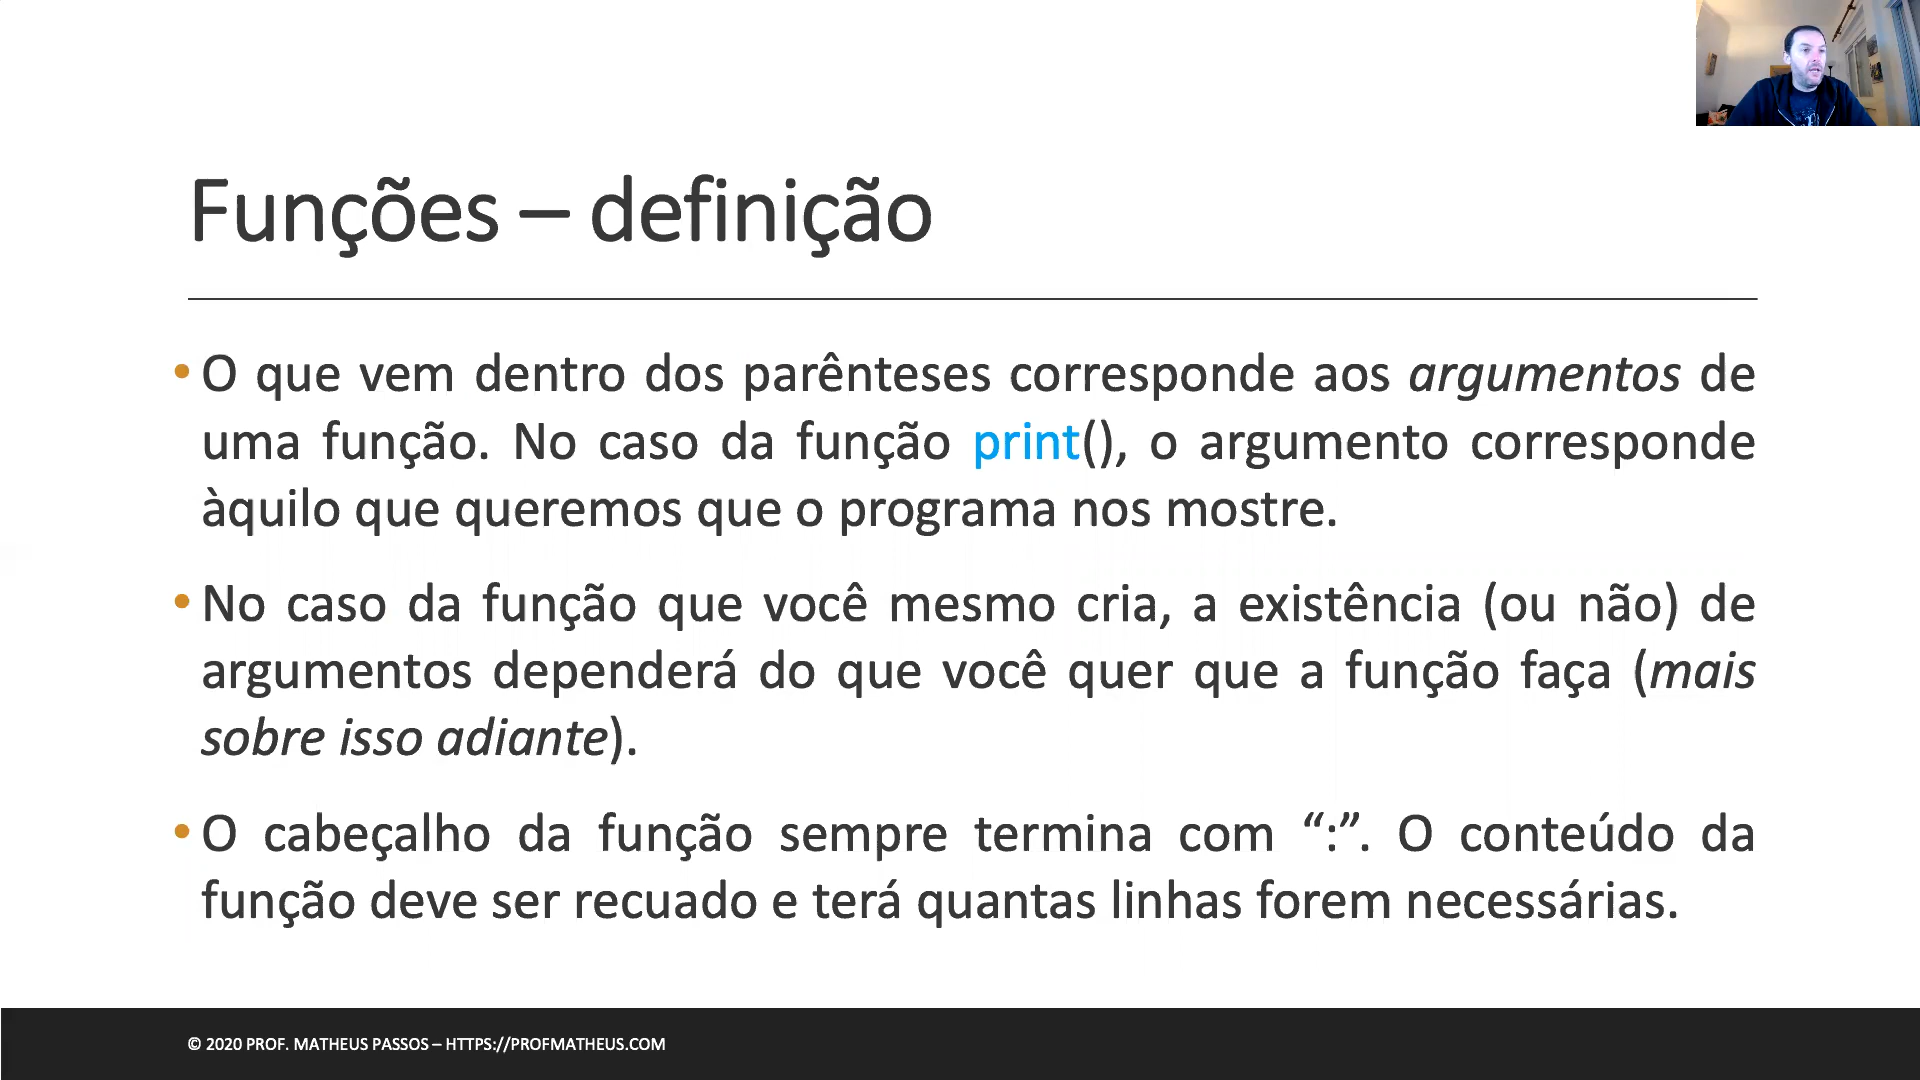 Funções – definição
• O que vem dentro dos parênteses corresponde aos argumentos de
uma função. No caso da função print(), o argumento corresponde
àquilo que queremos que o programa nos mostre.
• No caso da função que você mesmo cria, a existência (ou não) de
argumentos dependerá do que você quer que a função faça (mais
sobre isso adiante).
• O cabeçalho da função sempre termina com “:”. O conteúdo da
função deve ser recuado e terá quantas linhas forem necessárias.
© 2020 PROF. MATHEUS PASSOS – HTTPS://PROFMATHEUS.COM